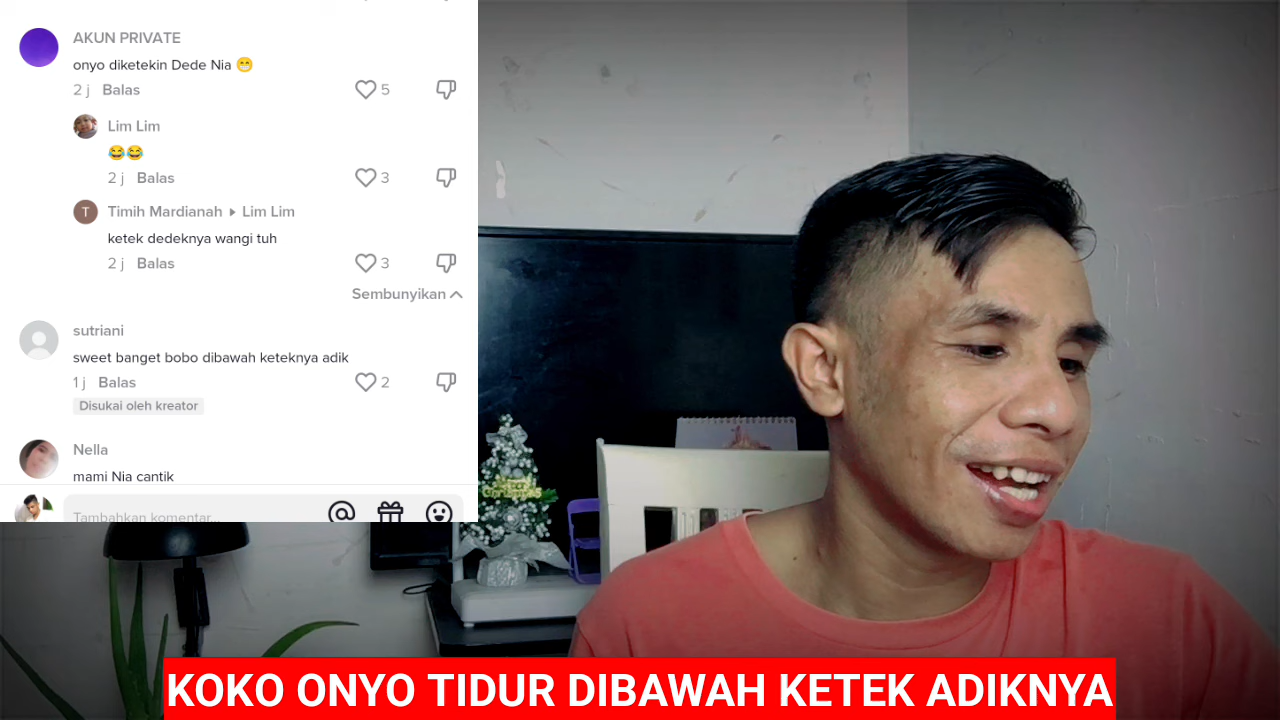 AKUN PRIVATE
onyo diketekin Dede Nia 😁
2 j Balas
5
Lim Lim
😂😂
2 j Balas
3
T
Timih Mardianah ▸ Lim Lim
ketek dedeknya wangi tuh
2 j Balas
3
Sembunyikan
sutriani
sweet banget bobo dibawah keteknya adik
1 j Balas
2
Disukai oleh kreator
Nella
mami Nia cantik
Tambahkan komentar...
Merry
Christmas
KOKO ONYO TIDUR DIBAWAH KETEK ADIKNYA